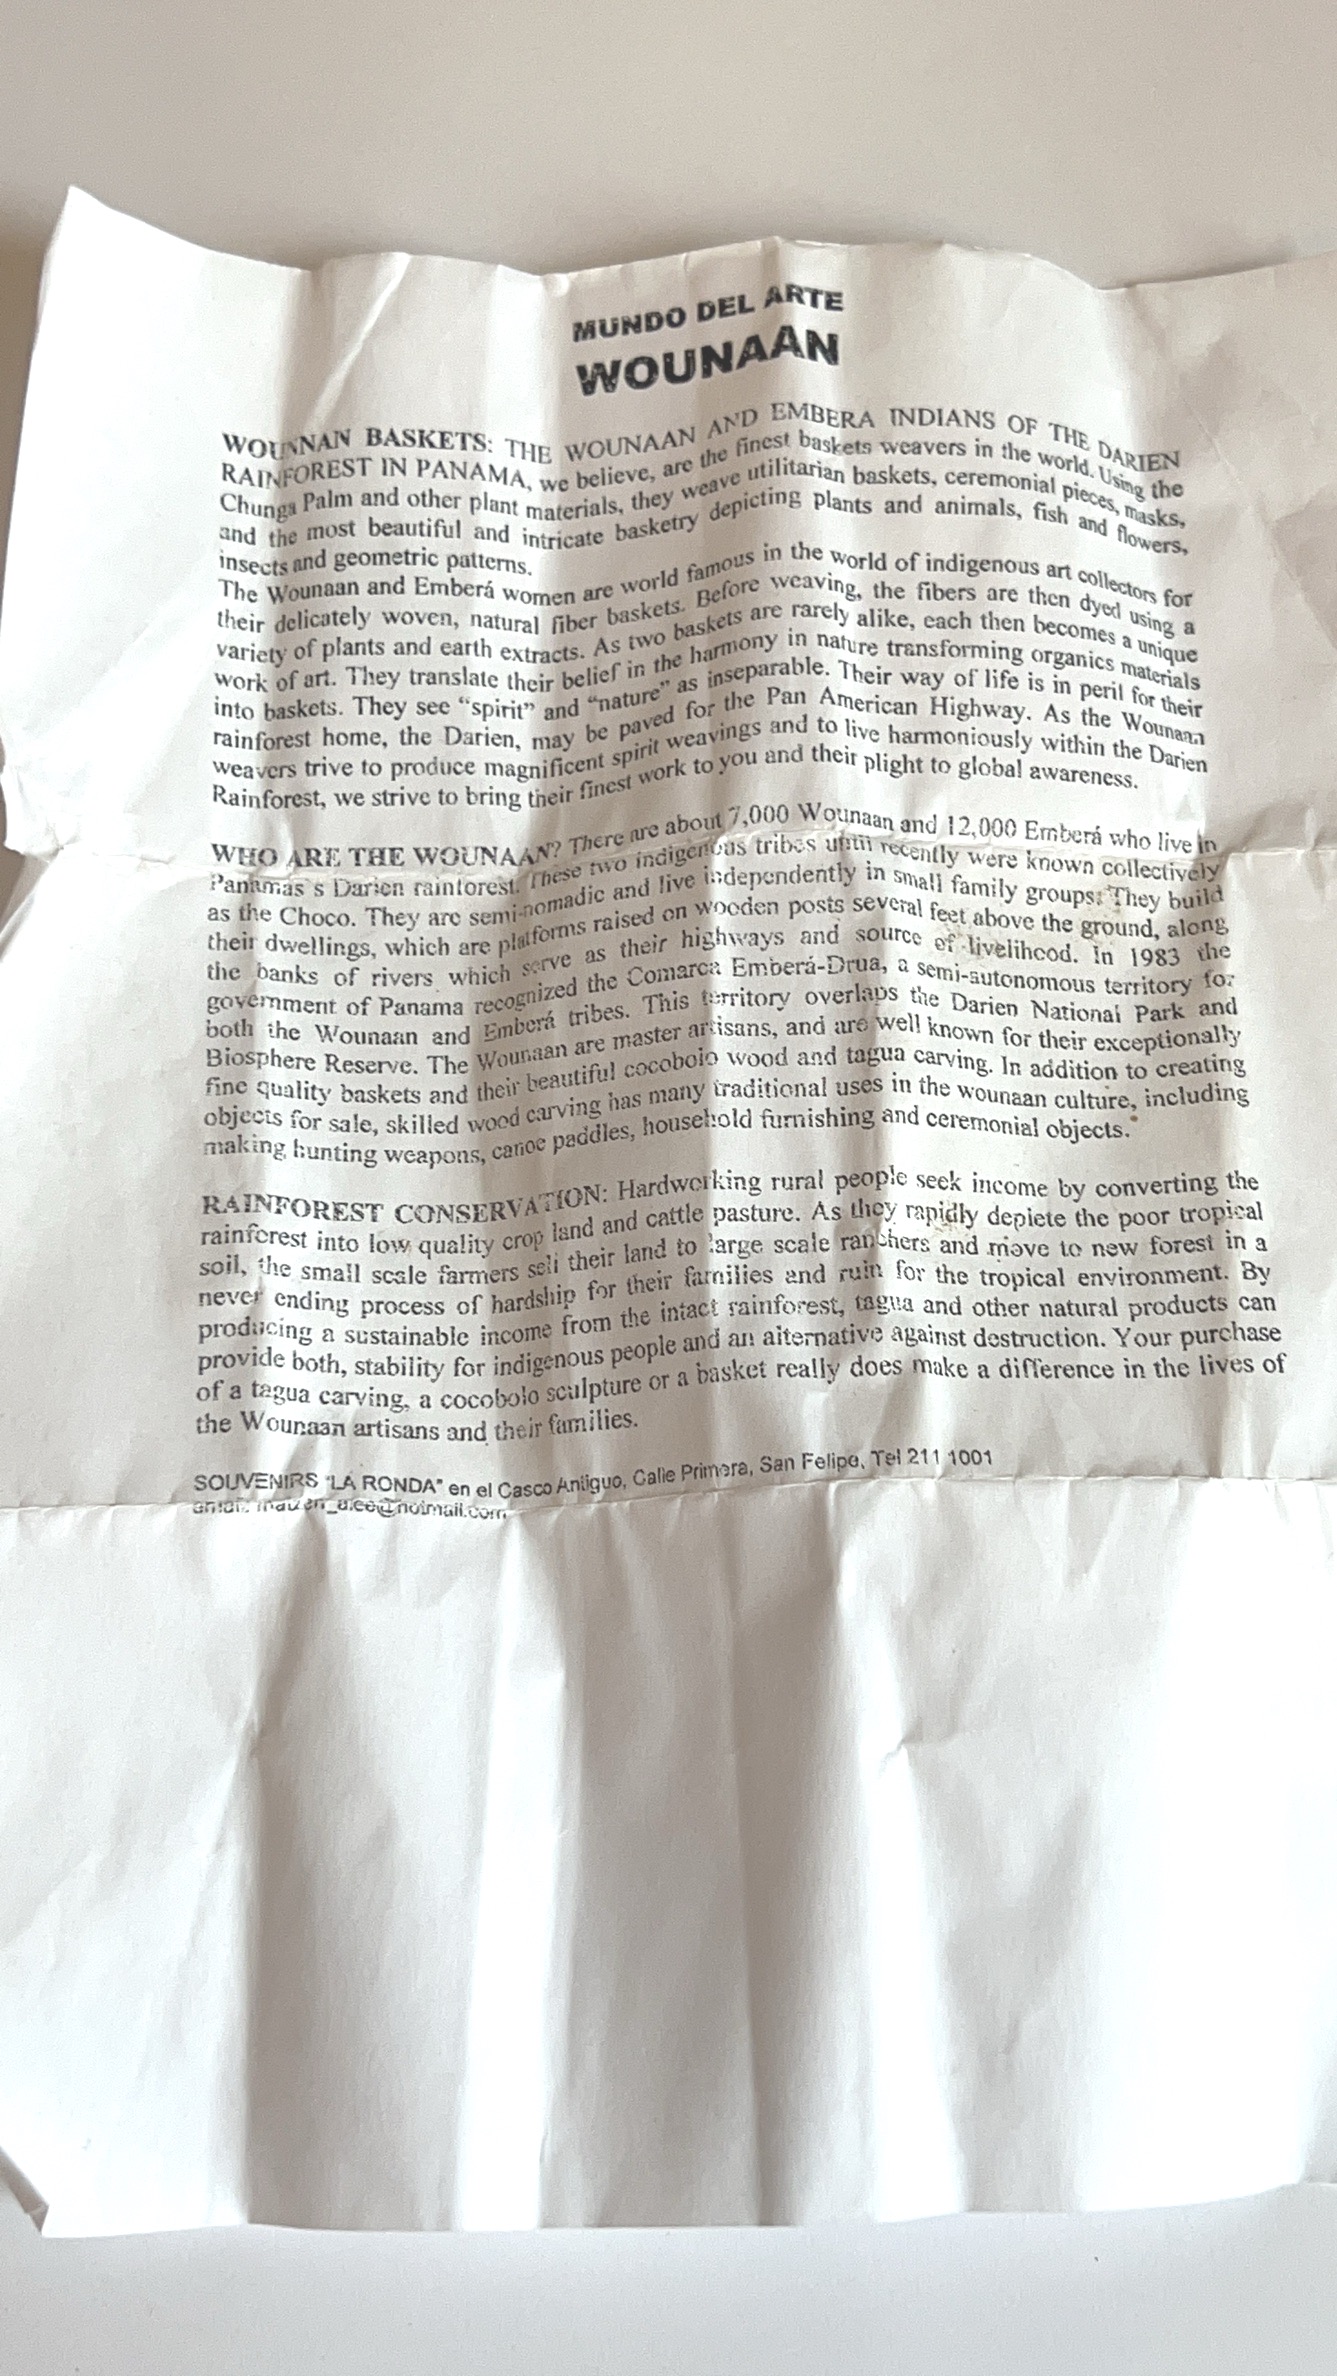 MUNDO DEL ARTE
WOUNAAN
WOUNNAN BASKETS: THE WOUNAAN AND EMBERA INDIANS OF THE DARIEN
RAINFOREST IN PANAMA, we believe, are the finest baskets weavers in the world. Using the
Chunga Palm and other plant materials, they weave utilitarian baskets, ceremonial pieces, masks,
and the most beautiful and intricate basketry depicting plants and animals, fish and flowers,
insects and geometric patterns.
The Wounaan and Emberá women are world famous in the world of indigenous art collectors for
their delicately woven, natural fiber baskets. Before weaving, the fibers are then dyed using a
variety of plants and earth extracts. As two baskets are rarely alike, each then becomes a unique
work of art. They translate their belief in the harmony in nature transforming organics materials
into baskets. They see “spirit” and “nature” as inseparable. Their way of life is in peril for their
rainforest home, the Darien, may be paved for the Pan American Highway. As the Wounaan
weavers trive to produce magnificent spirit weavings and to live harmoniously within the Darien
Rainforest, we strive to bring their finest work to you and their plight to global awareness.
WHO ARE THE WOUNAAN? There are about 7,000 Wounaan and 12,000 Emberá who live in
Panamas s Darien rainforest. These two indigenous tribes until recently were known collectively
as the Choco. They are semi-nomadic and live independently in small family groups. They build
their dwellings, which are platforms raised on wooden posts several feet above the ground, along
the banks of rivers which serve as their highways and source of livelihood. In 1983 the
government of Panama recognized the Comarca Emberá-Drua, a semi-autonomous territory for
both the Wounaan and Emberá tribes. This territory overlaps the Darien National Park and
Biosphere Reserve. The Wounaan are master artisans, and are well known for their exceptionally
fine quality baskets and their beautiful cocobolo wood and tagua carving. In addition to creating
objects for sale, skilled wood carving has many traditional uses in the wounaan culture, including
making hunting weapons, canoe paddles, household furnishing and ceremonial objects.
RAINFOREST CONSERVATION: Hardworking rural people seek income by converting the
rainforest into low quality crop land and cattle pasture. As they rapidly deplete the poor tropical
soil, the small scale farmers sell their land to large scale ranchers and move to new forest in a
never ending process of hardship for their families and ruin for the tropical environment. By
producing a sustainable income from the intact rainforest, tagua and other natural products can
provide both, stability for indigenous people and an alternative against destruction. Your purchase
of a tagua carving, a cocobolo sculpture or a basket really does make a difference in the lives of
the Wounaan artisans and their families.
SOUVENIRS “LA RONDA” en el Casco Antiguo, Calle Primera, San Felipe, Tel 211 1001
email: